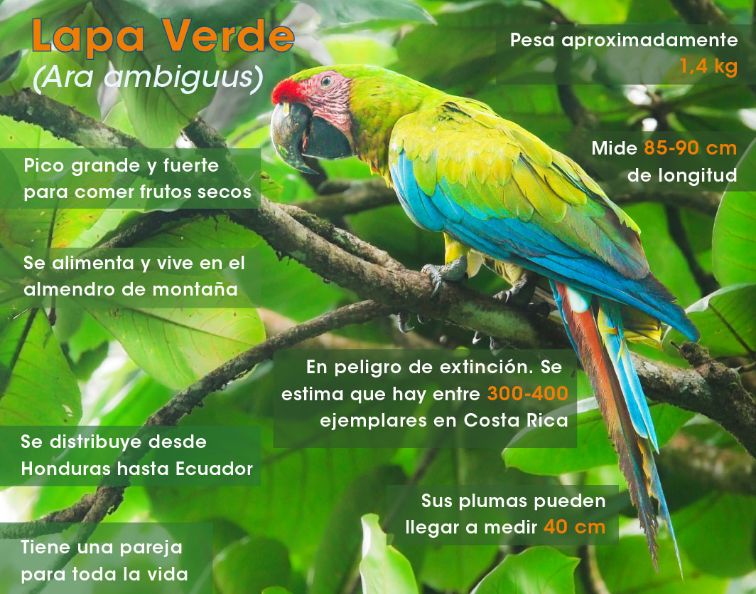 Lapa Verde
(Ara ambiguus)
Pesa aproximadamente
1,4 kg
Mide 85-90 cm
de longitud
Pico grande y fuerte
para comer frutos secos
Se alimenta y vive en el
almendro de montaña
En peligro de extinción. Se
estima que hay entre 300-400
ejemplares en Costa Rica
Se distribuye desde
Honduras hasta Ecuador
Sus plumas pueden
llegar a medir 40 cm
Tiene una pareja
para toda la vida